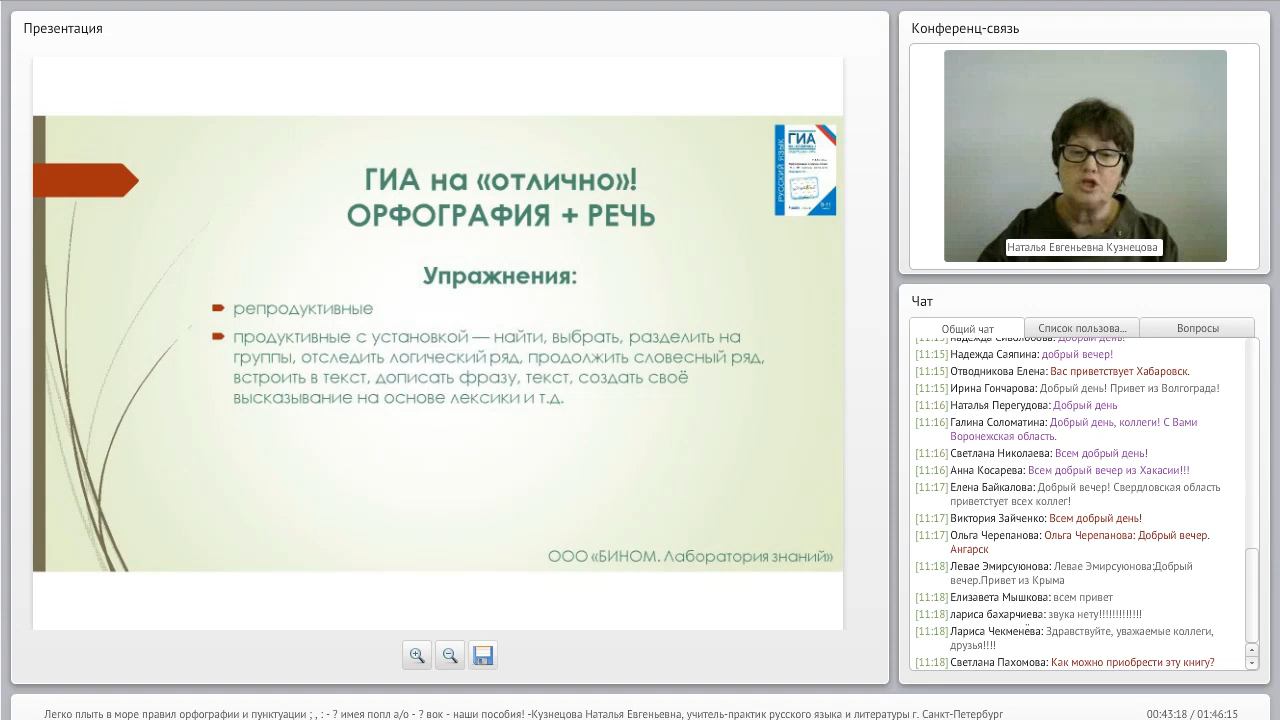 Презентация
ГИА на «отлично»!
ОРФОГРАФИЯ + РЕЧЬ
Упражнения:
репродуктивные
продуктивные с установкой — найти, выбрать, разделить на
группы, отследить логический ряд, продолжить словесный ряд,
встроить в текст, дописать фразу, текст, создать своё
высказывание на основе лексики и т.д.
ООО «БИНОМ. Лаборатория знаний»
РУССКИЙ ЯЗЫК
ГИА
Конференц-связь
Наталья Евгеньевна Кузнецова
Чат
Общий чат
Список пользова...
Вопросы
[11:15] Надежда Сиволобова: Добрый день!
[11:15] Надежда Саяпина: добрый вечер!
[11:15] Отводникова Елена: Вас приветствует Хабаровск.
[11:15] Ирина Гончарова: Добрый день! Привет из Волгограда!
[11:16] Наталья Перегудова: Добрый день
[11:16] Галина Соломатина: Добрый день, коллеги! С Вами
Воронежская область.
[11:16] Светлана Николаева: Всем добрый день!
[11:16] Анна Косарева: Всем добрый вечер из Хакасии!!!
[11:17] Елена Байкалова: Добрый вечер! Свердловская область
приветстует всех коллег!
[11:17] Виктория Зайченко: Всем добрый день!
[11:17] Ольга Черепанова: Ольга Черепанова: Добрый вечер.
Ангарск
[11:18] Левае Эмирсуюнова: Левае Эмирсуюнова:Добрый
вечер.Привет из Крыма
[11:18] Елизавета Мышкова: всем привет
[11:18] лариса бахарчиева: звука нету!!!!!!!!!!!!!
[11:18] Лариса Чекменёва: Здравствуйте, уважаемые коллеги,
друзья!!!!
[11:18] Светлана Пахомова: Как можно приобрести эту книгу?
Легко плыть в море правил орфографии и пунктуации ; , : - ? имея попл а/о - ? вок - наши пособия! -Кузнецова Наталья Евгеньевна, учитель-практик русского языка и литературы г. Санкт-Петербург
00:43:18 / 01:46:15